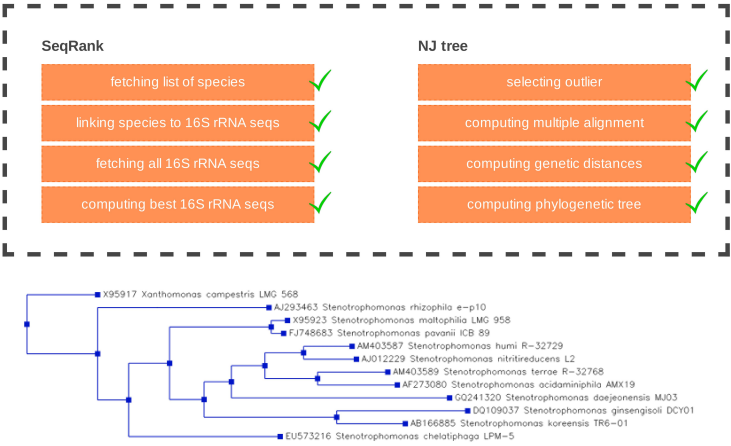 SeqRank
fetching list of species
linking species to 16S rRNA seqs
fetching all 16S rRNA seqs
computing best 16S rRNA seqs
NJ tree
selecting outlier
computing multiple alignment
computing genetic distances
computing phylogenetic tree
X95917 Xanthomonas campestris LMG 568
AJ293463 Stenotrophomonas rhizophila e-p10
X95923 Stenotrophomonas maltophilia LMG 958
FJ748683 Stenotrophomonas pavanii ICB 89
AM403587 Stenotrophomonas humi R-32729
AJ012229 Stenotrophomonas nitritireducens L2
AM403589 Stenotrophomonas terrae R-32768
AF273080 Stenotrophomonas acidaminiphila AMX19
GQ241320 Stenotrophomonas daejeonensis MJ03
DQ109037 Stenotrophomonas ginsengisoli DCY01
AB166885 Stenotrophomonas koreensis TR6-01
EU573216 Stenotrophomonas chelatiphaga LPM-5